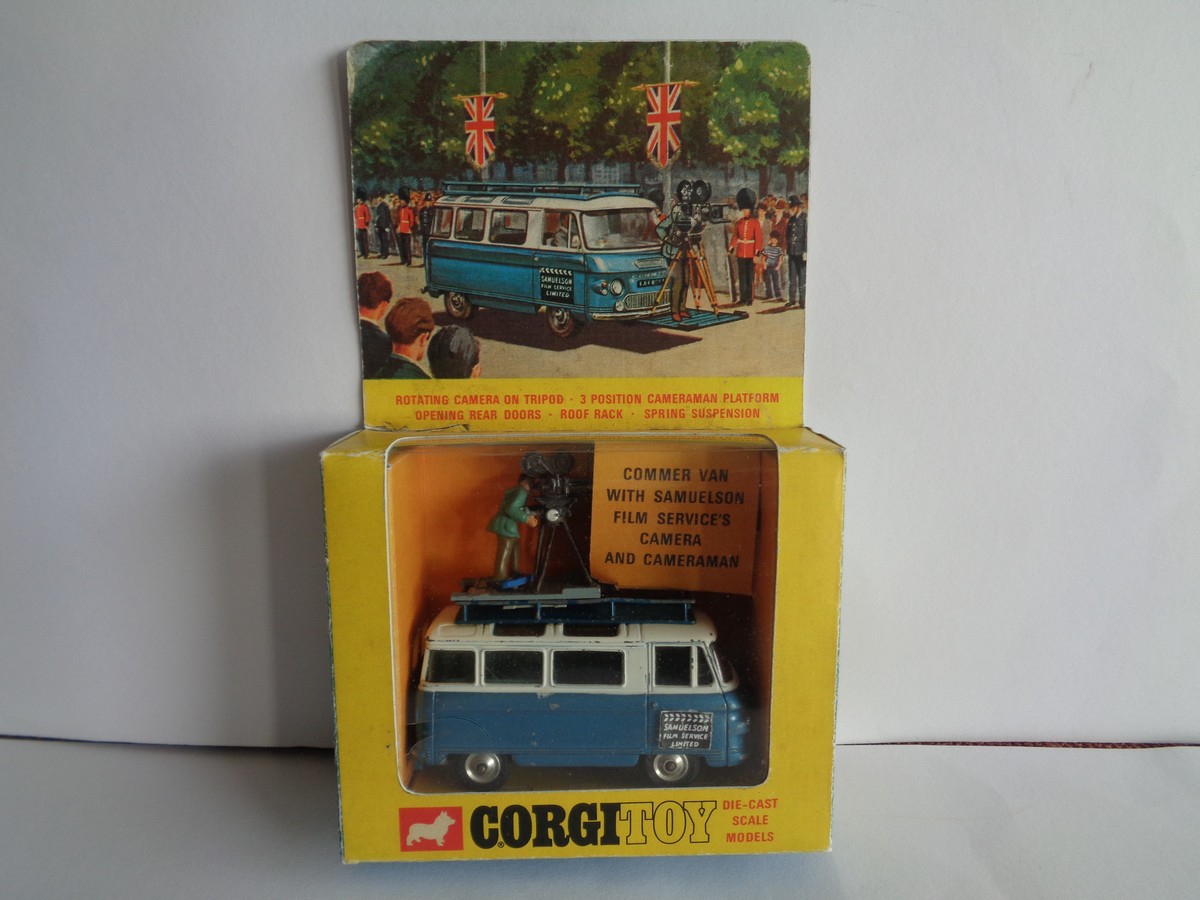 SAMUELSON
FILM SERVICE
LIMITED
ROTATING CAMERA ON TRIPOD · 3 POSITION CAMERAMAN PLATFORM
OPENING REAR DOORS · ROOF RACK · SPRING SUSPENSION
COMMER VAN
WITH SAMUELSON
FILM SERVICE'S
CAMERA
AND CAMERAMAN
SAMUELSON
FILM SERVICE
LIMITED
CORGI TOY
DIE-CAST
SCALE
MODELS